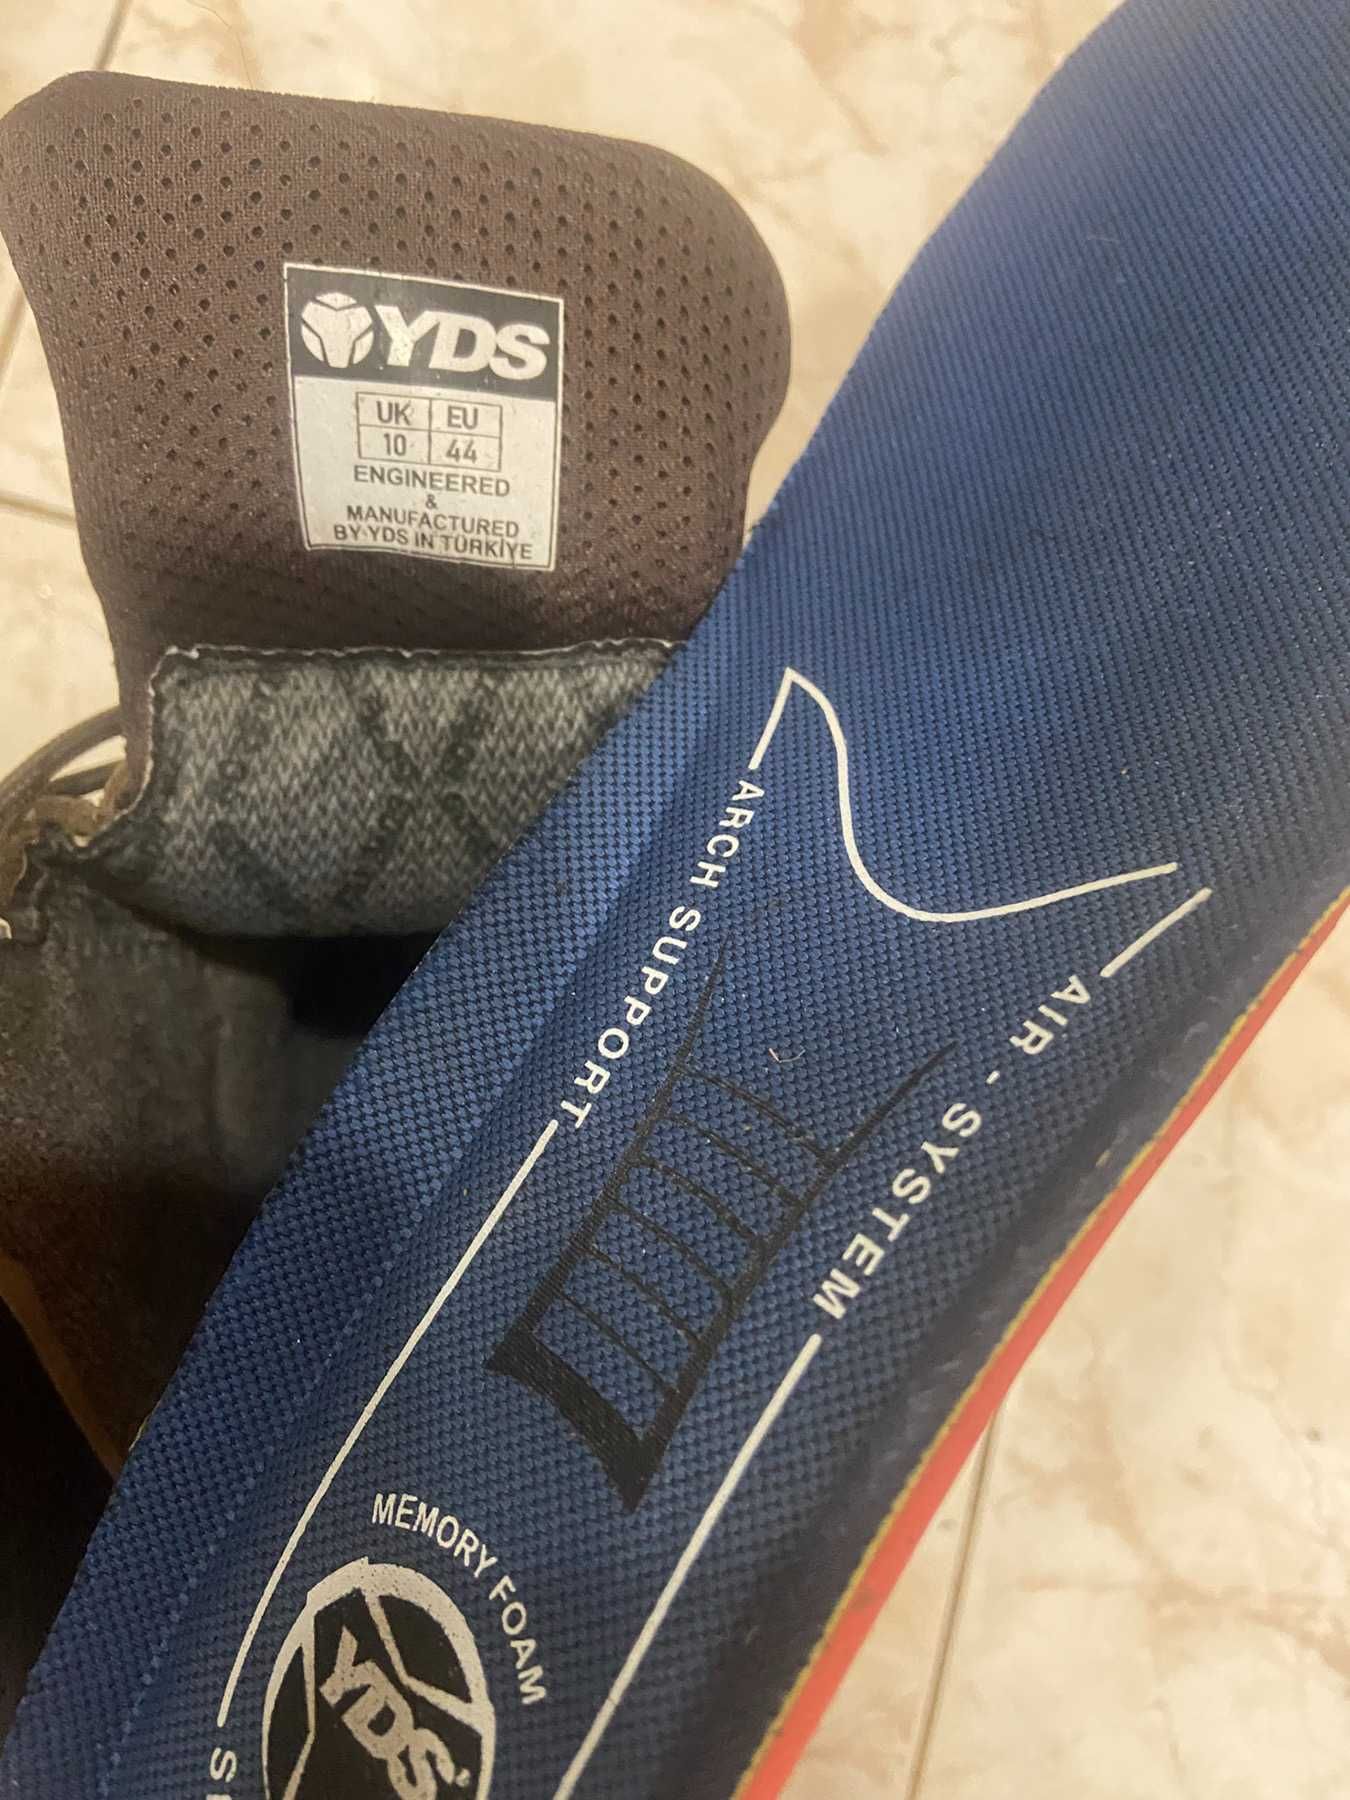 YDS
UK EU
10 44
ENGINEERED
&
MANUFACTURED
BY YDS IN TÜRKİYE
ARCH SUPPORT
AIR - SYSTEM
MEMORY FOAM
YDS